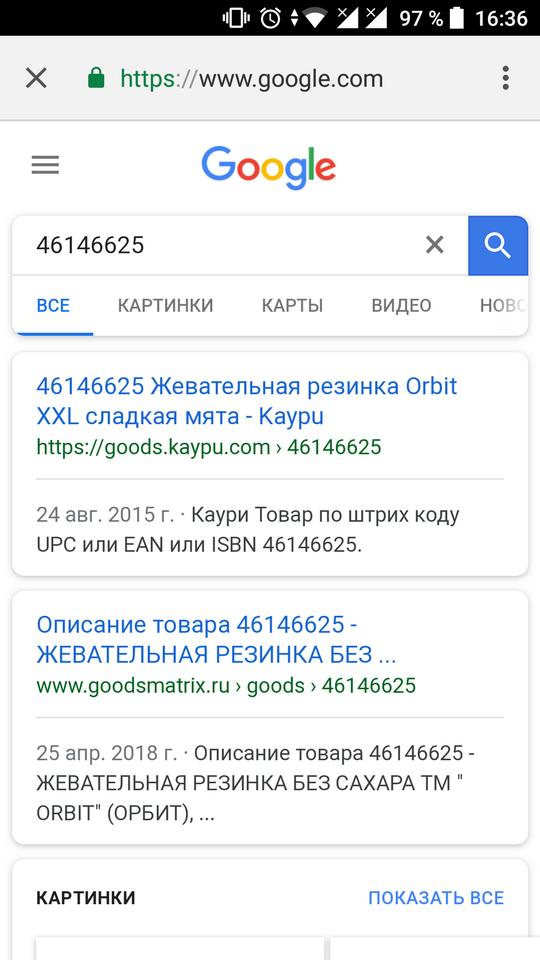 97 % 16:36
https://www.google.com
Google
46146625
ВСЕ КАРТИНКИ КАРТЫ ВИДЕО НОВО
46146625 Жевательная резинка Orbit
XXL сладкая мята - Kaypu
https://goods.kaypu.com › 46146625
24 авг. 2015 г. · Каури Товар по штрих коду
UPC или EAN или ISBN 46146625.
Описание товара 46146625 -
ЖЕВАТЕЛЬНАЯ РЕЗИНКА БЕЗ ...
www.goodsmatrix.ru › goods › 46146625
25 апр. 2018 г. · Описание товара 46146625 -
ЖЕВАТЕЛЬНАЯ РЕЗИНКА БЕЗ САХАРА ТМ "
ORBIT" (ОРБИТ), ...
КАРТИНКИ ПОКАЗАТЬ ВСЕ